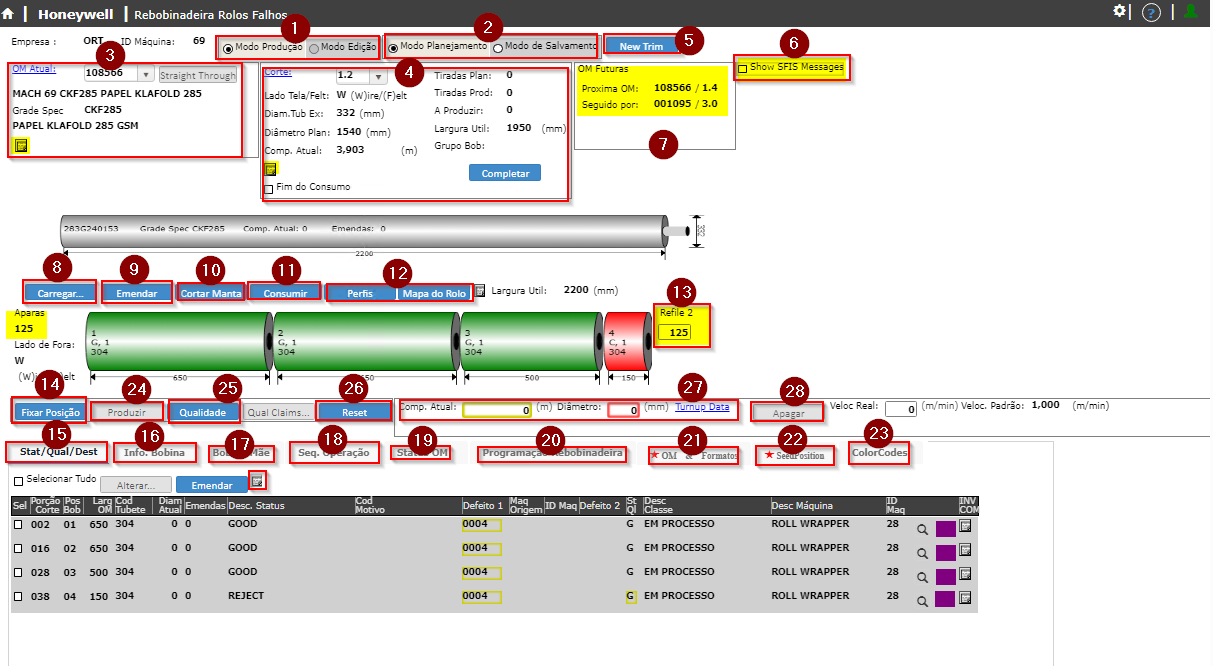 Honeywell
Rebobinadeira Rolos Falhos
?
Empresa : ORT ID Máquina: 69
1
Modo Produção Modo Edição
2
Modo Planejamento Modo de Salvamento
New Trim 5
6
Show SFIS Messages
3
OM Atual: 108566 Straight Through
MACH 69 CKF285 PAPEL KLAFOLD 285
Grade Spec CKF285
PAPEL KLAFOLD 285 GSM
4
Corte: 1.2 Tiradas Plan: 0
Lado Tela/Felt: W (W)ire/(F)elt Tiradas Prod: 0
Diam.Tub Ex: 332 (mm) A Produzir: 0
Diâmetro Plan: 1540 (mm) Largura Util: 1950 (mm)
Comp. Atual: 3,903 (m) Grupo Bob:
Completar
Fim do Consumo
OM Futuras
Proxima OM: 108566 / 1.4
Seguido por: 001095 / 3.0
7
283G240153 Grade Spec CKF285 Comp. Atual: 0 Emendas: 0
2200
8 9 10 11 12 13
Carregar... Emendar Cortar Manta Consumir Perfis Mapa do Rolo Largura Util: 2200 (mm)
Aparas
125
Lado de Fora:
W
1
G, 1
304
2
G, 1
304
3
G, 1
304
4
C, 1
304
Refile 2
125
650
500 150
14 24 25 26 27 28
Fixar Posição Produzir Qualidade Qual Claims... Reset Comp. Atual: 0 (m) Diâmetro: 0 (mm) Turnup Data Apagar Veloc Real: 0 (m/min) Veloc. Padrão: 1,000 (m/min)
15 16 17 18 19 20 21 22 23
Stat/Qual/Dest Info. Bobina Seq. Operação OM Programação Rebobinadeira ★OM & Formatos ★SeedPosition ColorCodes
Selecionar Tudo Alterar... Emendar
Sel Porção Corte Pos Bob Larg OM Cod Tubete Diam Atual Emendas Desc. Status Cod Motivo Defeito 1 Maq Origem ID Maq Defeito 2 St Ql Desc Classe Desc Máquina ID Maq INV COM
002 01 650 304 0 0 GOOD 0004 G EM PROCESSO ROLL WRAPPER 28
016 02 650 304 0 0 GOOD 0004 G EM PROCESSO ROLL WRAPPER 28
028 03 500 304 0 0 GOOD 0004 G EM PROCESSO ROLL WRAPPER 28
038 04 150 304 0 0 REJECT 0004 G EM PROCESSO ROLL WRAPPER 28